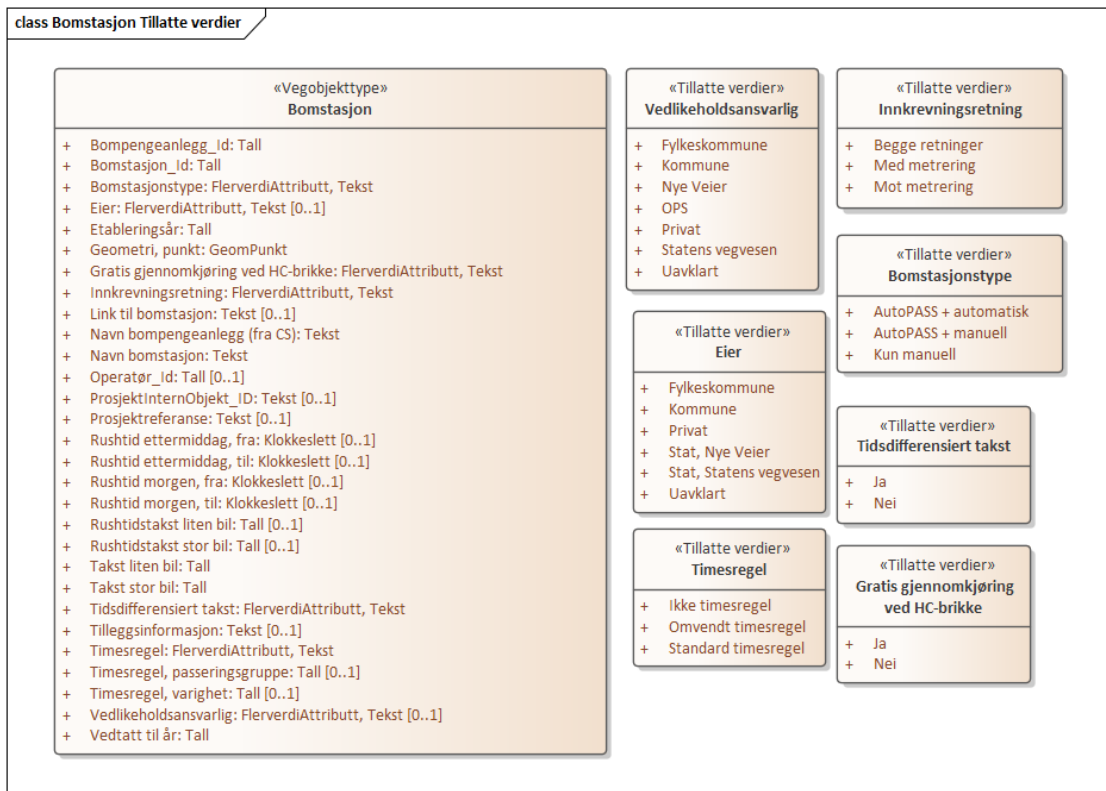 class Bomstasjon Tillatte verdier
«Vegobjekttype»
Bomstasjon
+ Bompengeanlegg_Id: Tall
+ Bomstasjon_Id: Tall
+ Bomstasjonstype: FlerverdiAttributt, Tekst
+ Eier: FlerverdiAttributt, Tekst [0..1]
+ Etableringsår: Tall
+ Geometri, punkt: GeomPunkt
+ Gratis gjennomkjøring ved HC-brikke: FlerverdiAttributt, Tekst
+ Innkrevningsretning: FlerverdiAttributt, Tekst
+ Link til bomstasjon: Tekst [0..1]
+ Navn bompengeanlegg (fra CS): Tekst
+ Navn bomstasjon: Tekst
+ Operatør_Id: Tall [0..1]
+ ProsjektInternObjekt_ID: Tekst [0..1]
+ Prosjektreferanse: Tekst [0..1]
+ Rushtid ettermiddag, fra: Klokkeslett [0..1]
+ Rushtid ettermiddag, til: Klokkeslett [0..1]
+ Rushtid morgen, fra: Klokkeslett [0..1]
+ Rushtid morgen, til: Klokkeslett [0..1]
+ Rushtidstakst liten bil: Tall [0..1]
+ Rushtidstakst stor bil: Tall [0..1]
+ Takst liten bil: Tall
+ Takst stor bil: Tall
+ Tidsdifferensiert takst: FlerverdiAttributt, Tekst
+ Tilleggsinformasjon: Tekst [0..1]
+ Timesregel: FlerverdiAttributt, Tekst
+ Timesregel, passeringsgruppe: Tall [0..1]
+ Timesregel, varighet: Tall [0..1]
+ Vedlikeholdsansvarlig: FlerverdiAttributt, Tekst [0..1]
+ Vedtatt til år: Tall
«Tillatte verdier»
Vedlikeholdsansvarlig
+ Fylkeskommune
+ Kommune
+ Nye Veier
+ OPS
+ Privat
+ Statens vegvesen
+ Uavklart
«Tillatte verdier»
Eier
+ Fylkeskommune
+ Kommune
+ Privat
+ Stat, Nye Veier
+ Stat, Statens vegvesen
+ Uavklart
«Tillatte verdier»
Timesregel
+ Ikke timesregel
+ Omvendt timesregel
+ Standard timesregel
«Tillatte verdier»
Innkrevningsretning
+ Begge retninger
+ Med metrering
+ Mot metrering
«Tillatte verdier»
Bomstasjonstype
+ AutoPASS + automatisk
+ AutoPASS + manuell
+ Kun manuell
«Tillatte verdier»
Tidsdifferensiert takst
+ Ja
+ Nei
«Tillatte verdier»
Gratis gjennomkjøring
ved HC-brikke
+ Ja
+ Nei